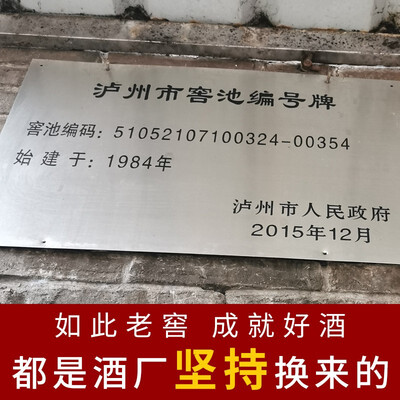 泸州市窖池编号牌
窖池编码：51052107100324-00354
始建于：1984年
泸州市人民政府
2015年12月
如此老窖 成就好酒
都是酒厂坚持换来的